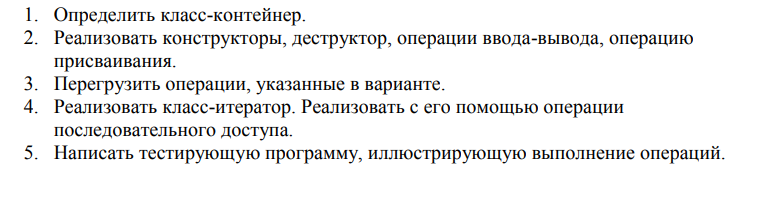 1. Определить класс-контейнер.
2. Реализовать конструкторы, деструктор, операции ввода-вывода, операцию
присваивания.
3. Перегрузить операции, указанные в варианте.
4. Реализовать класс-итератор. Реализовать с его помощью операции
последовательного доступа.
5. Написать тестирующую программу, иллюстрирующую выполнение операций.